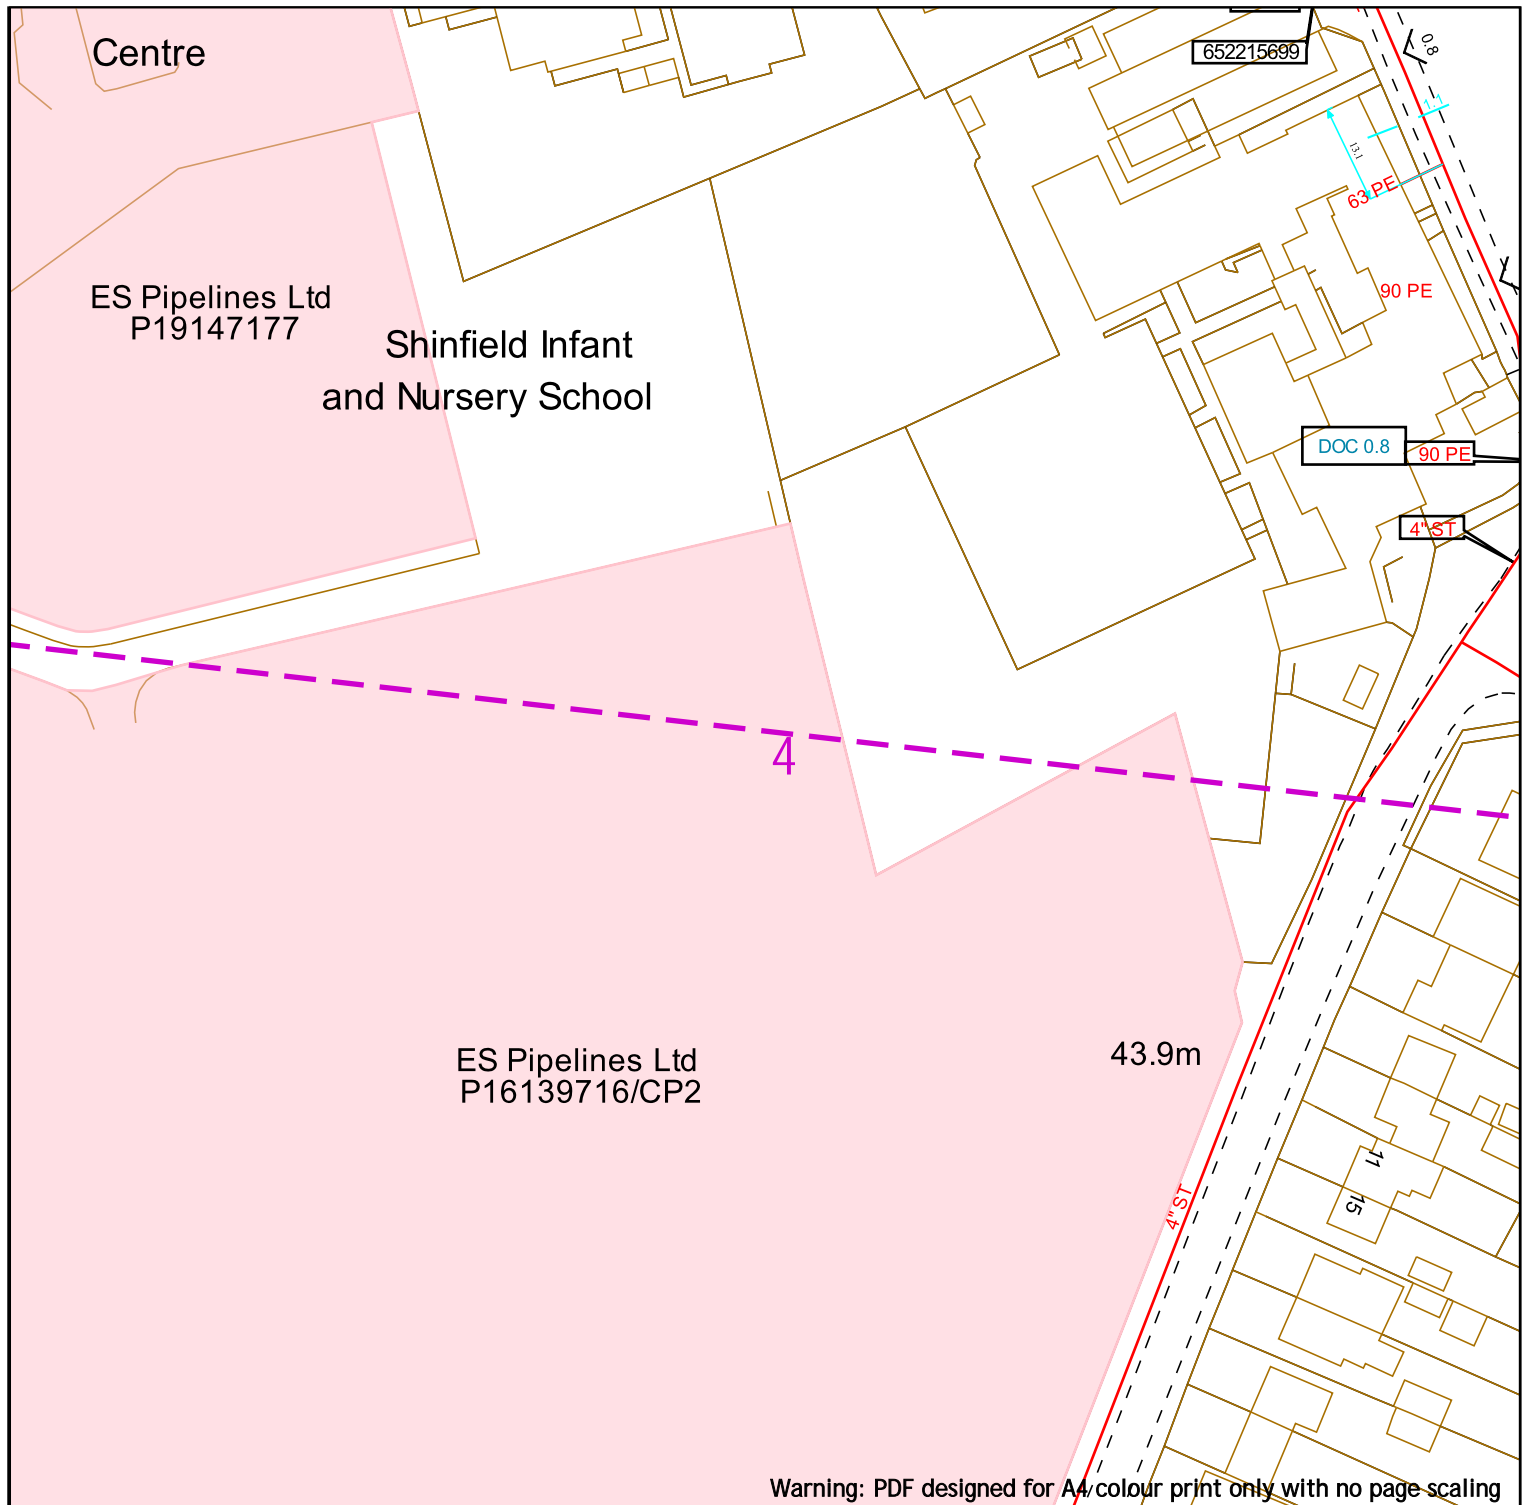 Centre
652215699
0.8
1.1
13.1
63 PE
ES Pipelines Ltd
P19147177
90 PE
Shinfield Infant
and Nursery School
DOC 0.8
90 PE
4" ST
4
ES Pipelines Ltd
P16139716/CP2
43.9m
11
15
4" ST
Warning: PDF designed for A4 colour print only with no page scaling